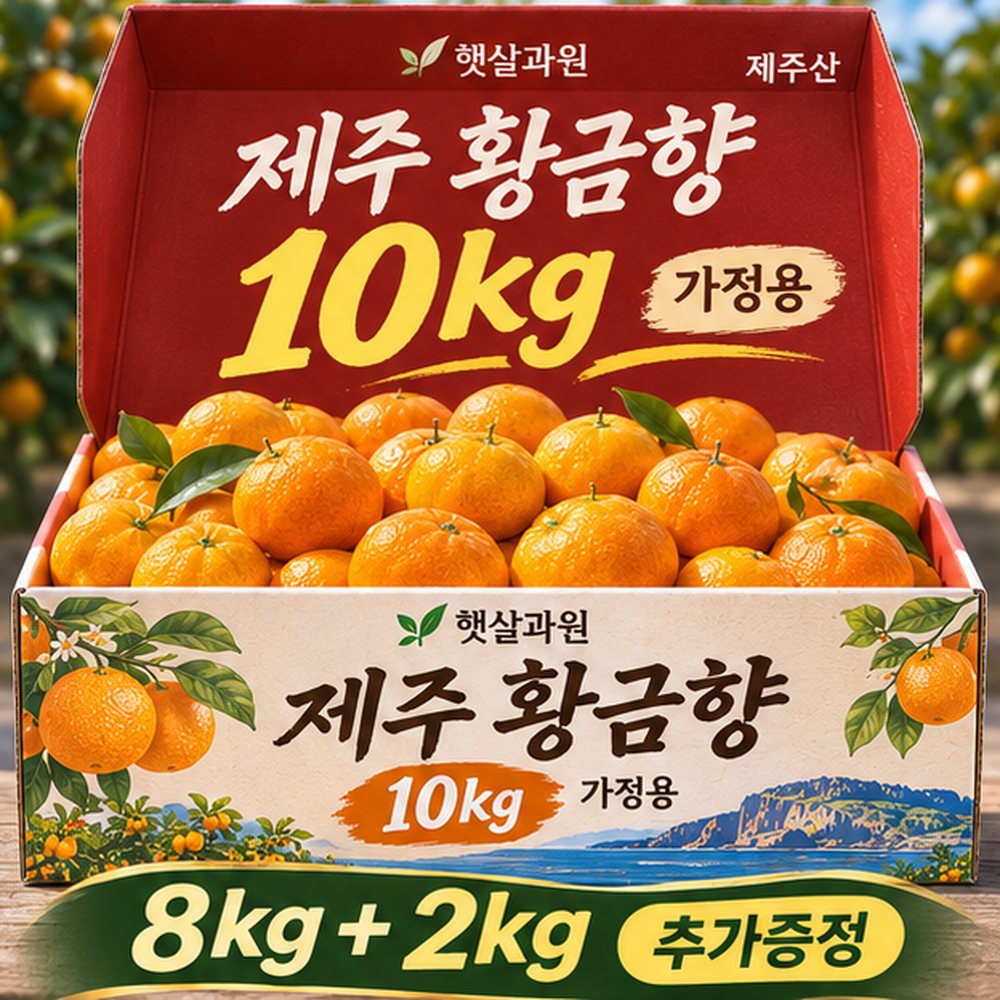 햇살과원
제주산
제주 황금향
10kg
가정용
햇살과원
제주 황금향
10kg 가정용
8kg + 2kg 추가증정